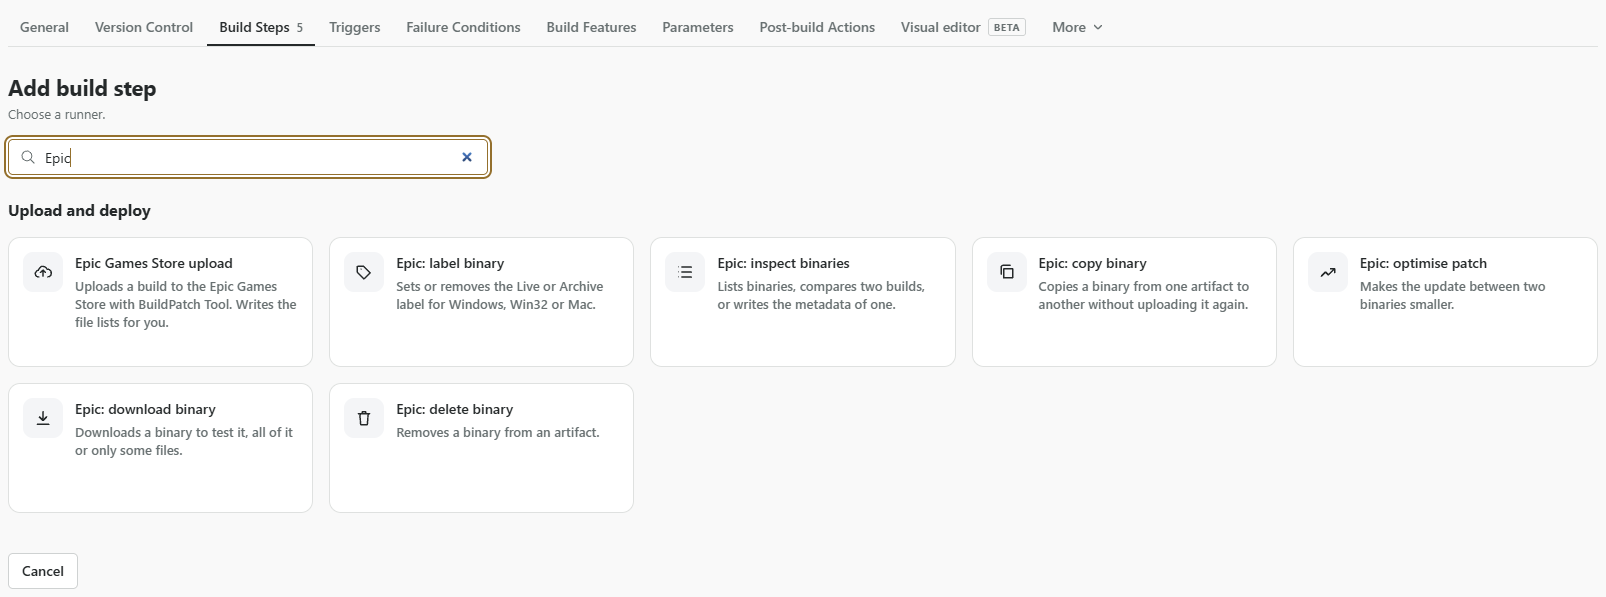 General Version Control Build Steps 5 Triggers Failure Conditions Build Features Parameters Post-build Actions Visual editor BETA More
Add build step
Choose a runner.
Epic
Upload and deploy
Epic Games Store upload
Uploads a build to the Epic Games
Store with BuildPatch Tool. Writes the
file lists for you.
Epic: label binary
Sets or removes the Live or Archive
label for Windows, Win32 or Mac.
Epic: inspect binaries
Lists binaries, compares two builds,
or writes the metadata of one.
Epic: copy binary
Copies a binary from one artifact to
another without uploading it again.
Epic: optimise patch
Makes the update between two
binaries smaller.
Epic: download binary
Downloads a binary to test it, all of it
or only some files.
Epic: delete binary
Removes a binary from an artifact.
Cancel